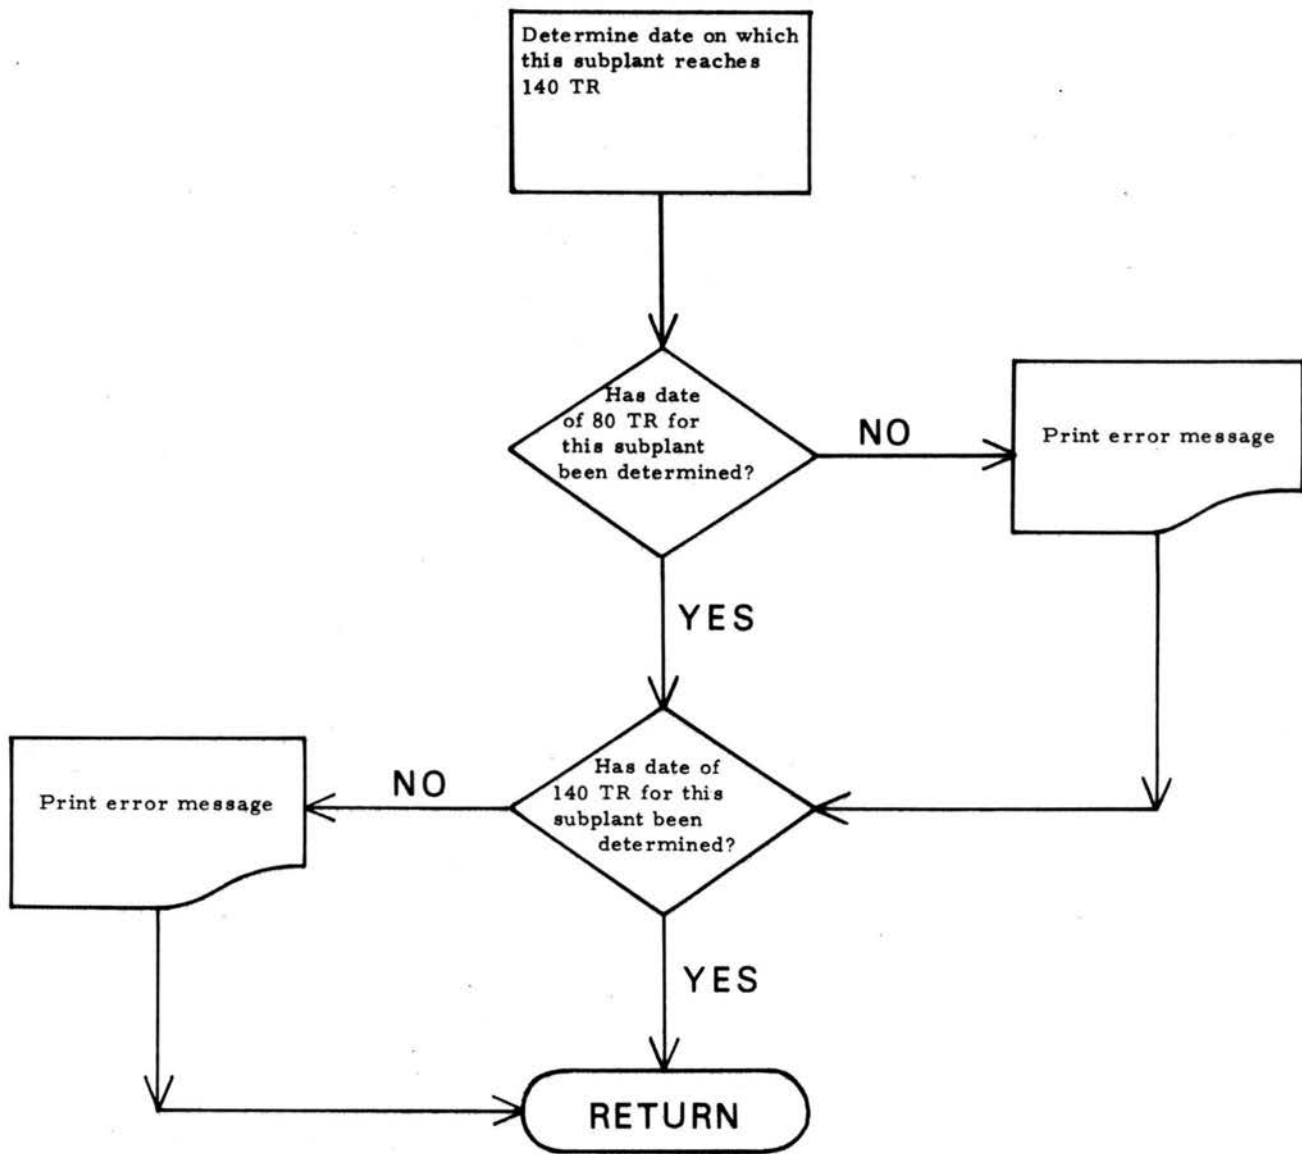 Determine date on which
this subplant reaches
140 TR
Has date
of 80 TR for
this subplant
been determined?
NO
Print error message
YES
Has date of
140 TR for this
subplant been
determined?
NO
Print error message
YES
RETURN